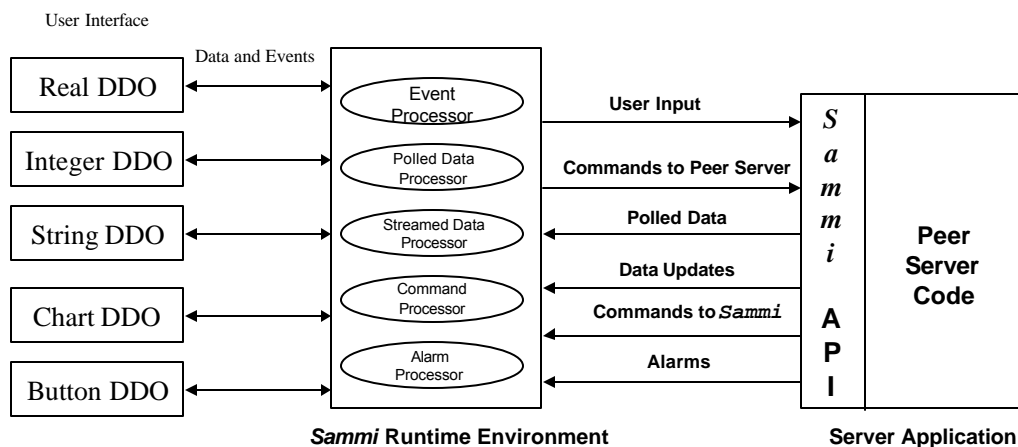 User Interface
Data and Events
Real DDO
Integer DDO
String DDO
Chart DDO
Button DDO
Event
Processor
Polled Data
Processor
Streamed Data
Processor
Command
Processor
Alarm
Processor
Sammi Runtime Environment
User Input
Commands to Peer Server
Polled Data
Data Updates
Commands to Sammi
Alarms
Sammi API
Peer
Server
Code
Server Application